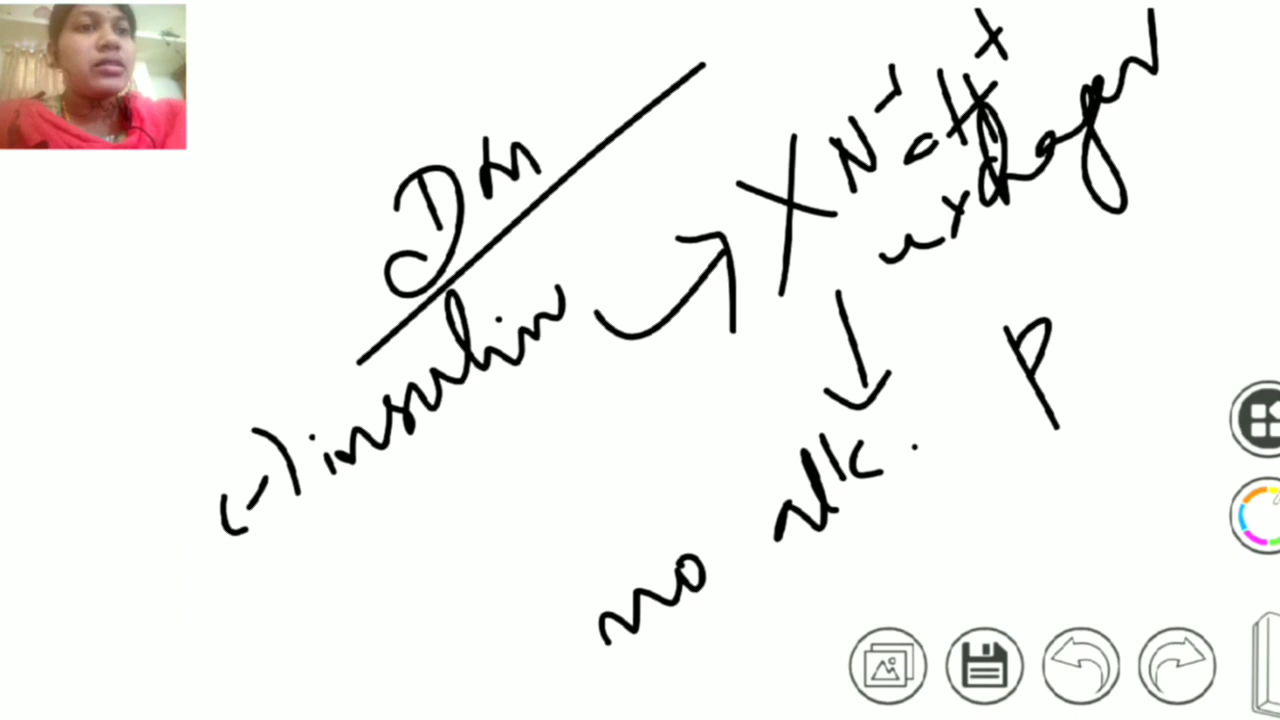 DM
(-) insulin
X Na+ H+ x
exchanger
no alk.
P